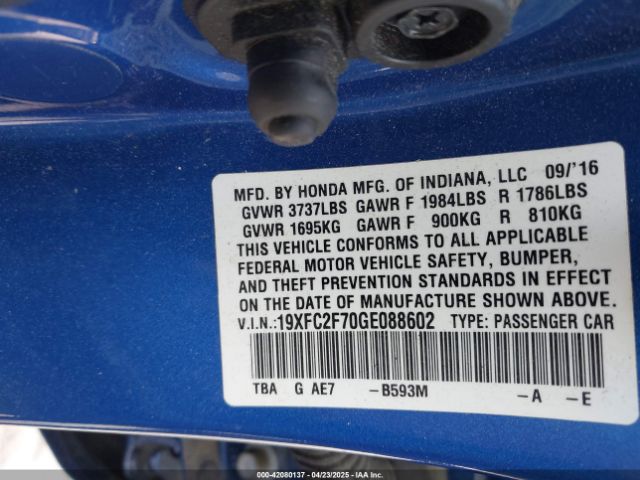 MFD. BY HONDA MFG. OF INDIANA, LLC 09/'16
GVWR 3737LBS GAWR F 1984LBS R 1786LBS
GVWR 1695KG GAWR F 900KG R 810KG
THIS VEHICLE CONFORMS TO ALL APPLICABLE
FEDERAL MOTOR VEHICLE SAFETY, BUMPER,
AND THEFT PREVENTION STANDARDS IN EFFECT
ON THE DATE OF MANUFACTURE SHOWN ABOVE.
V.I.N.:19XFC2F70GE088602 TYPE: PASSENGER CAR
TBA G AE7 -B593M -A -E
000-42080137 - 04/23/2025 - IAA Inc.